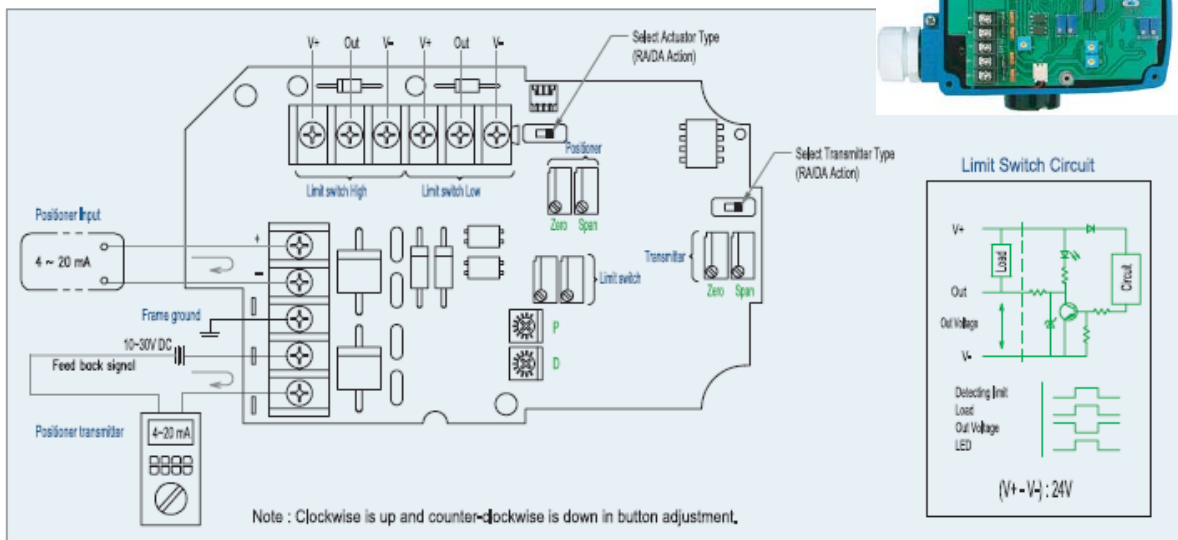 V+ Out V- V+ Out V-
Select Actuator Type
(RA/DA Action)
Positioner
Select Transmitter Type
(RA/DA Action)
Limit switch High
Limit switch Low
Zero Span
Positioner Input
4 ~ 20 mA
+
-
Transmitter
Zero Span
Limit switch
Frame ground
P
D
10~30V DC
Feed back signal
Positioner transmitter
4~20 mA
Note : Clockwise is up and counter-clockwise is down in button adjustment.
Limit Switch Circuit
V+
Load
Out
Out Voltage
V-
Circuit
Detecting limit
Load
Out Voltage
LED
(V+ - V-) : 24V